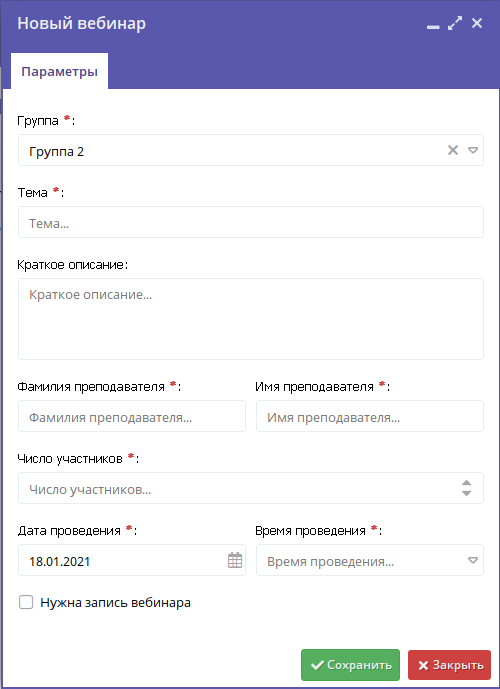 Новый вебинар
Параметры
Группа *:
Группа 2
Тема *:
Тема...
Краткое описание:
Краткое описание...
Фамилия преподавателя *: Имя преподавателя *:
Фамилия преподавателя... Имя преподавателя...
Число участников *:
Число участников...
Дата проведения *: Время проведения *:
18.01.2021 Время проведения...
Нужна запись вебинара
Сохранить Закрыть